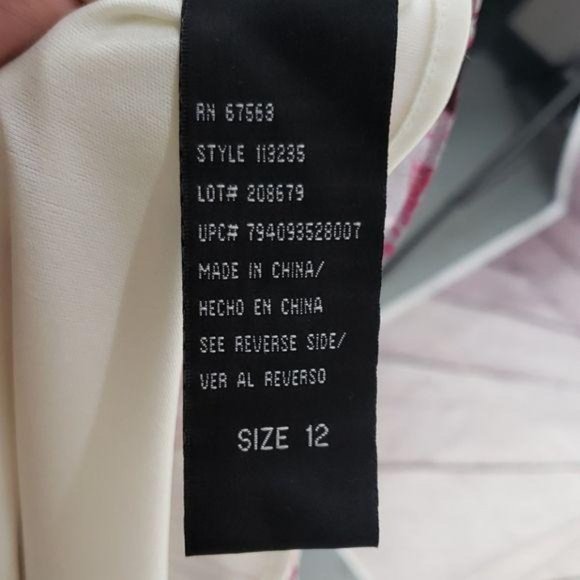 RN 67563
STYLE 113235
LOT# 208679
UPC# 794093528007
MADE IN CHINA/
HECHO EN CHINA
SEE REVERSE SIDE/
VER AL REVERSO
SIZE 12